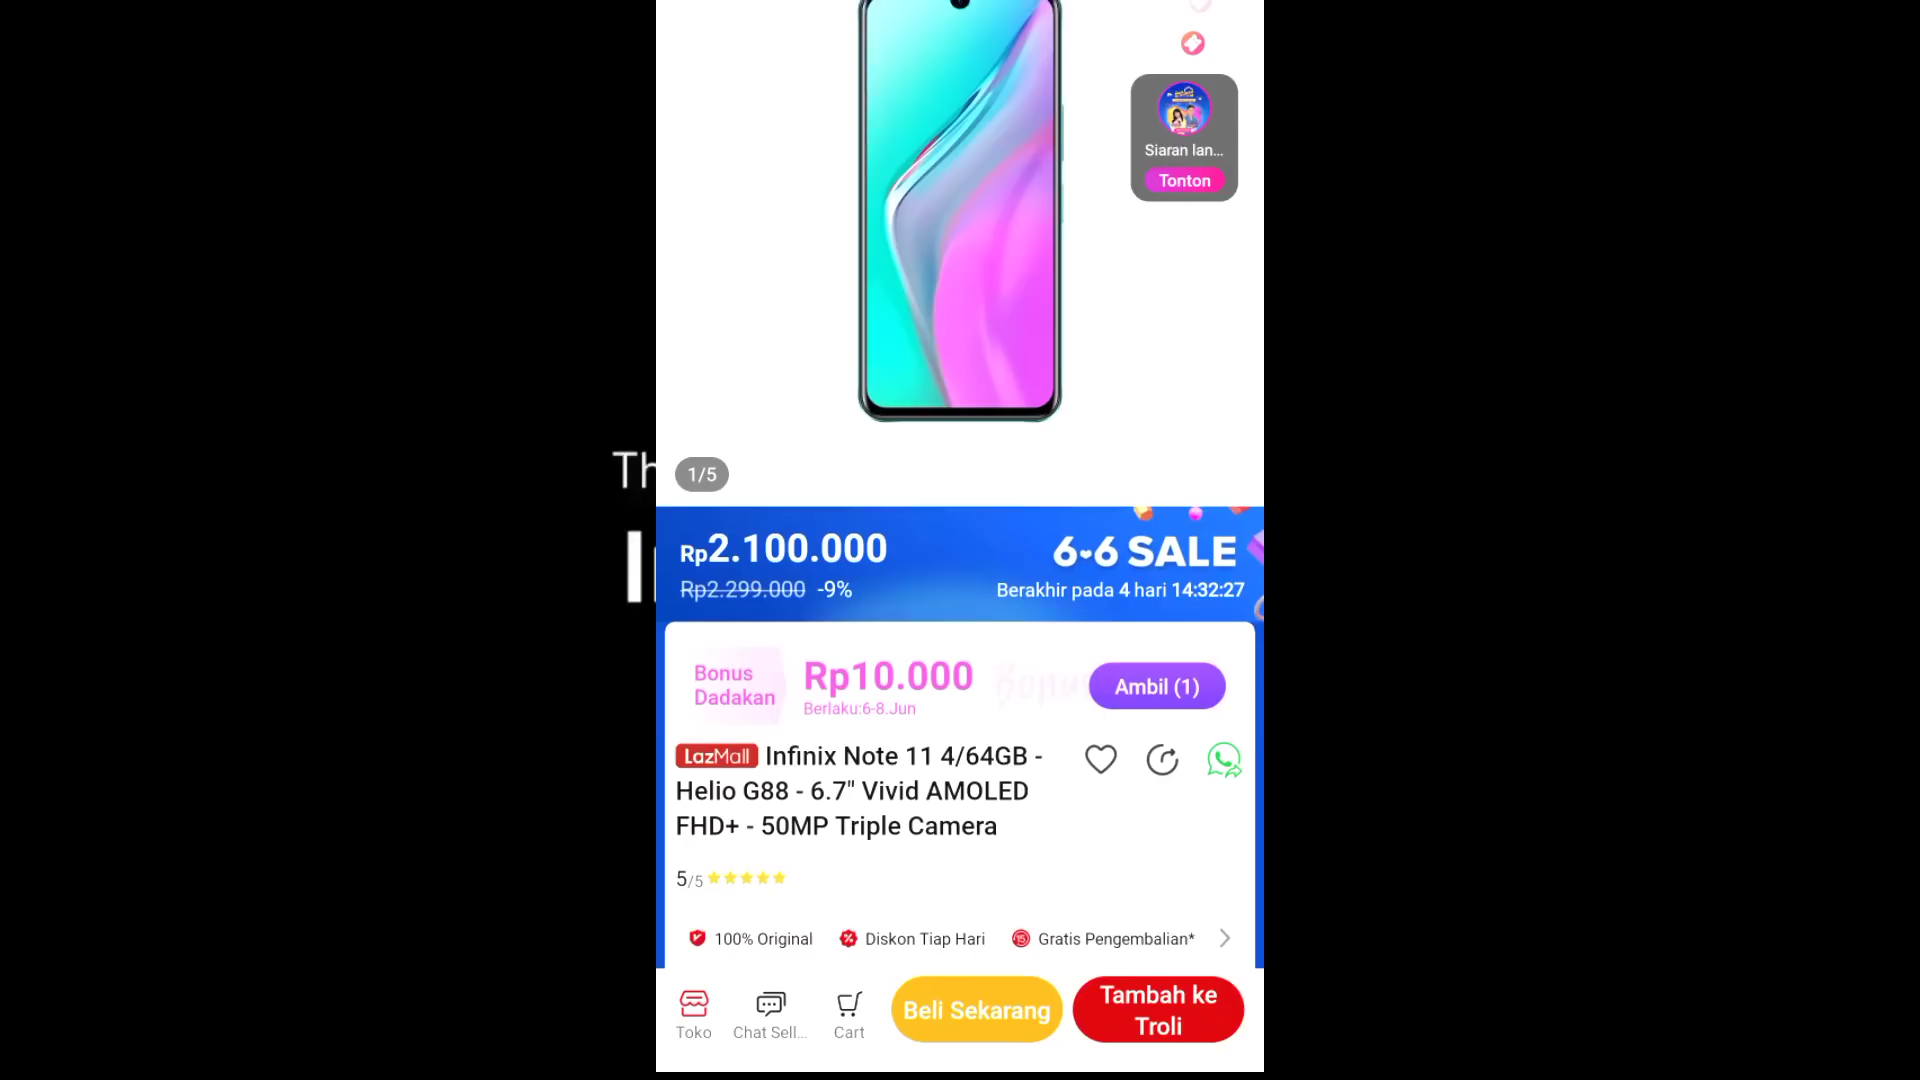 Siaran lan...
Tonton
Th
1/5
Rp2.100.000
6.6 SALE
Rp2.299.000 -9%
Berakhir pada 4 hari 14:32:27
Bonus
Dadakan
Rp10.000
Berlaku:6-8.Jun
Bonus
Ambil (1)
LazMall Infinix Note 11 4/64GB -
Helio G88 - 6.7" Vivid AMOLED
FHD+ - 50MP Triple Camera
5/5
100% Original
Diskon Tiap Hari
Gratis Pengembalian*
Toko
Chat Sell...
Cart
Beli Sekarang
Tambah ke
Troli